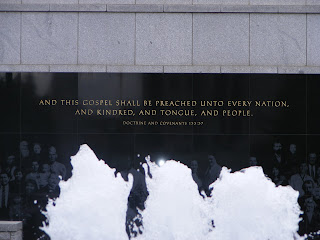 AND THIS GOSPEL SHALL BE PREACHED UNTO EVERY NATION,
AND KINDRED, AND TONGUE, AND PEOPLE.
DOCTRINE AND COVENANTS 133:37